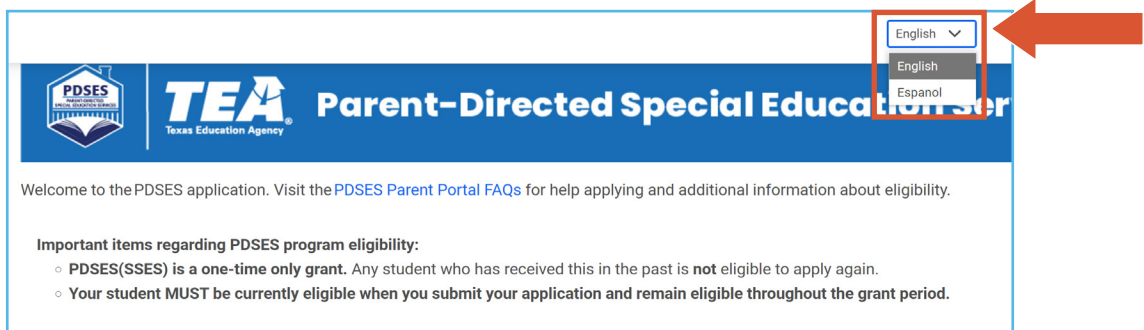 English
English
Espanol
PDSES
PARENT-DIRECTED
SPECIAL EDUCATION SERVICES
TEA
Texas Education Agency
Parent-Directed Special Education Ser
Welcome to the PDSES application. Visit the PDSES Parent Portal FAQs for help applying and additional information about eligibility.
Important items regarding PDSES program eligibility:
PDSES(SSES) is a one-time only grant. Any student who has received this in the past is not eligible to apply again.
Your student MUST be currently eligible when you submit your application and remain eligible throughout the grant period.